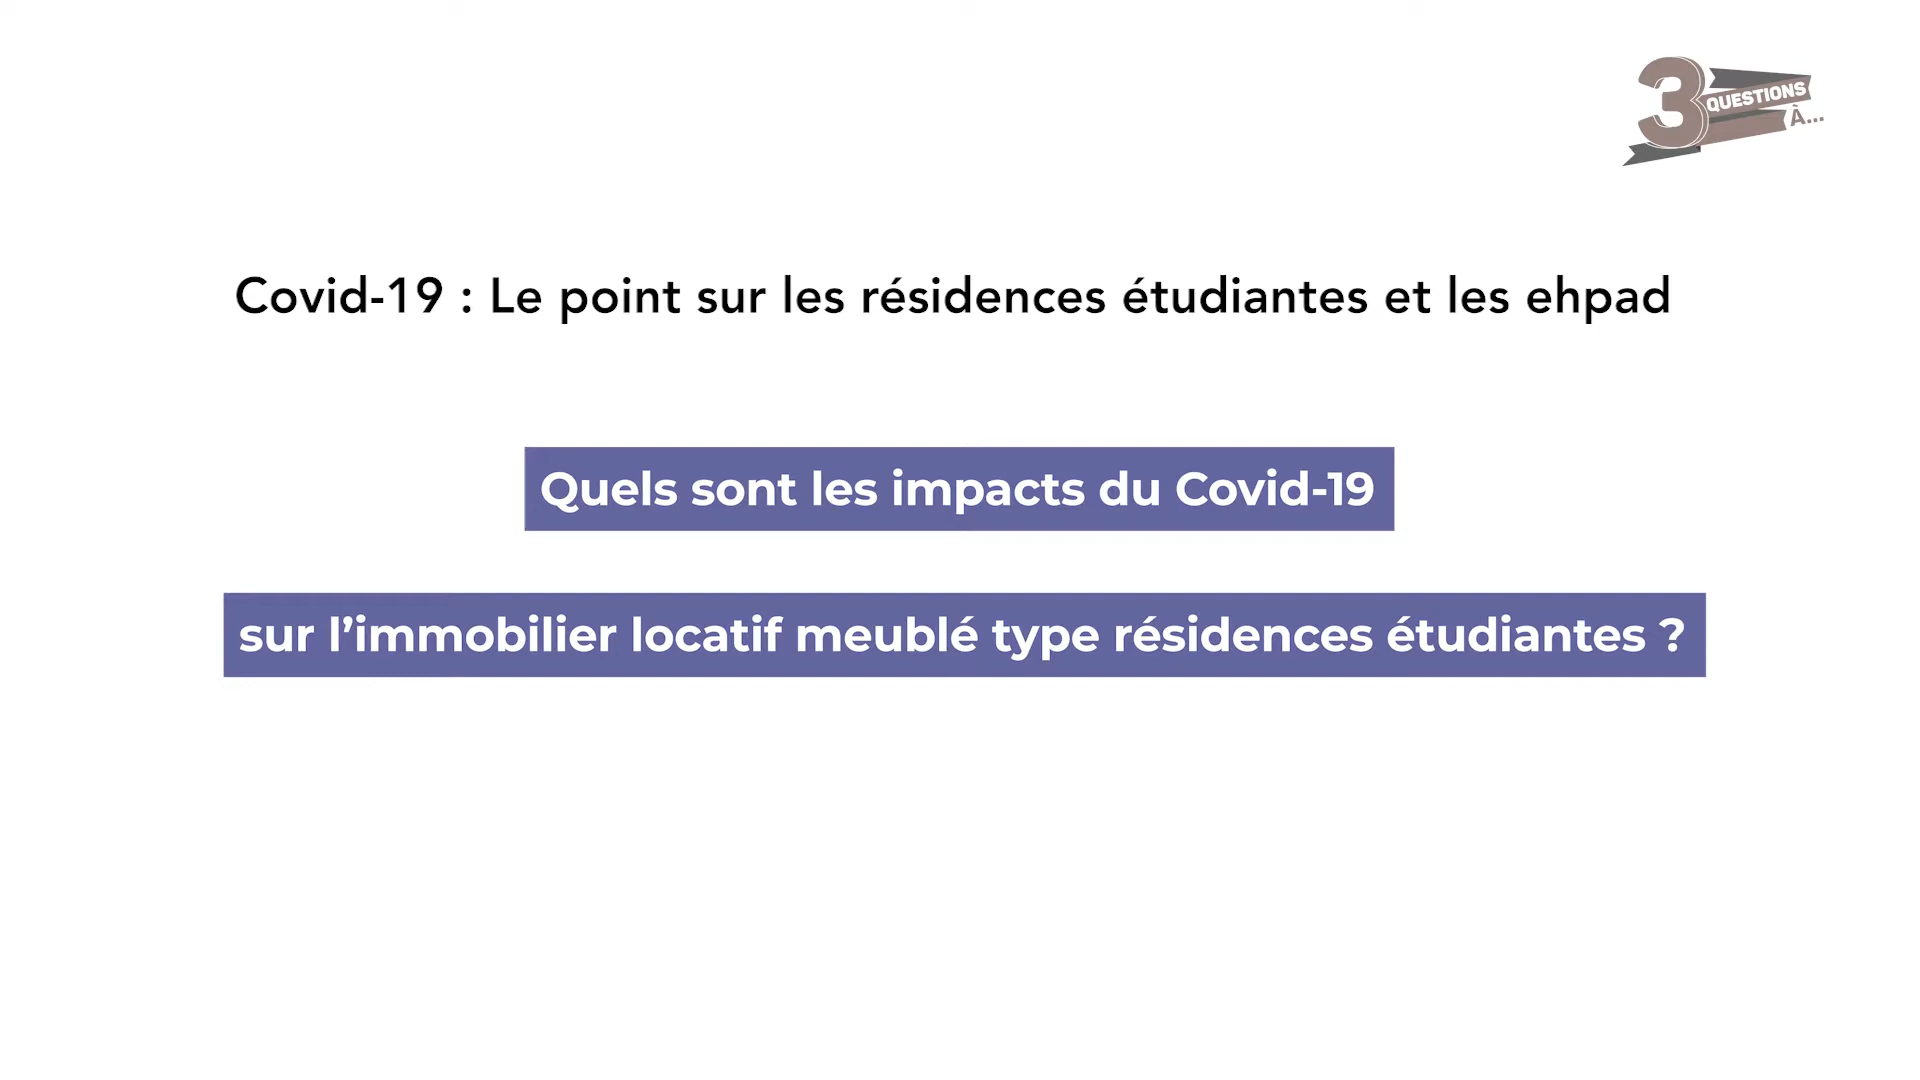 3 QUESTIONS
À...
Covid-19 : Le point sur les résidences étudiantes et les ehpad
Quels sont les impacts du Covid-19
sur l’immobilier locatif meublé type résidences étudiantes ?